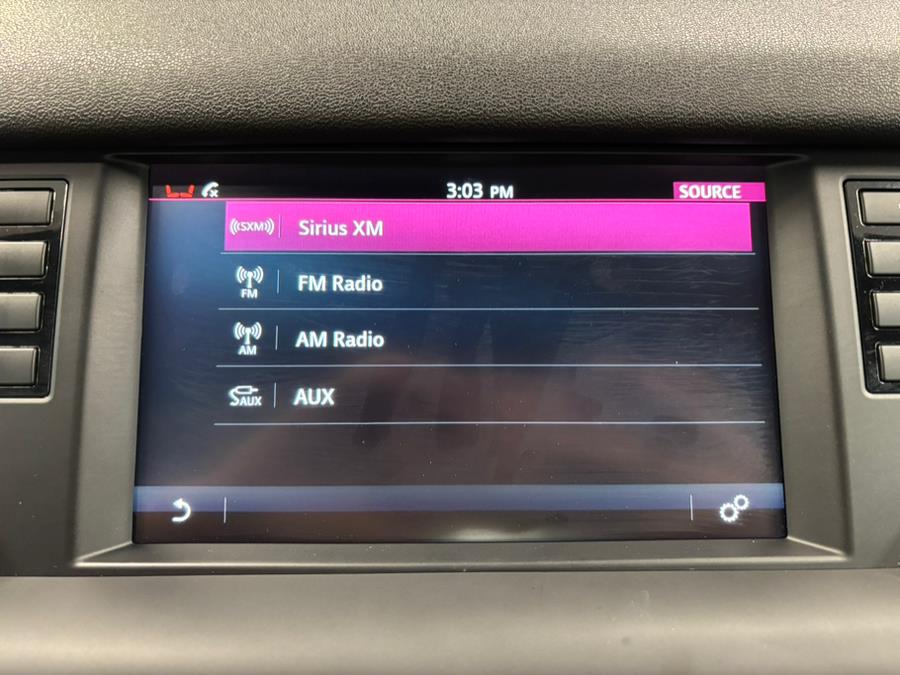 3:03 PM
SOURCE
SXM Sirius XM
FM FM Radio
AM AM Radio
AUX AUX